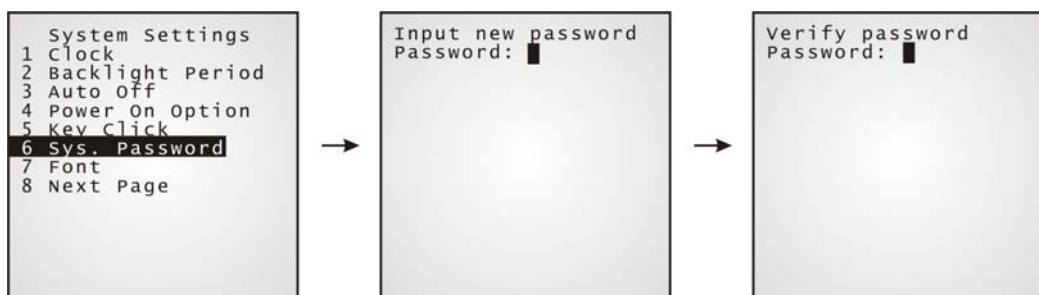 System Settings
1 Clock
2 Backlight Period
3 Auto Off
4 Power On Option
5 Key Click
6 Sys. Password
7 Font
8 Next Page
Input new password
Password:
Verify password
Password: